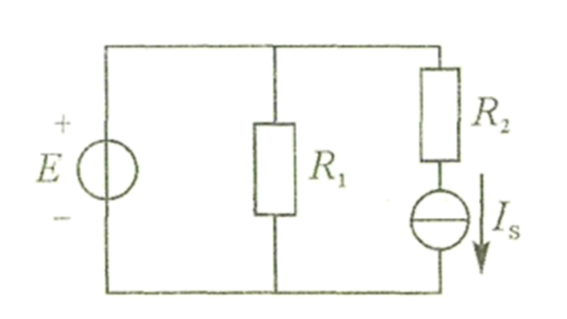 +
E
−
R₁
R₂
Iₛ